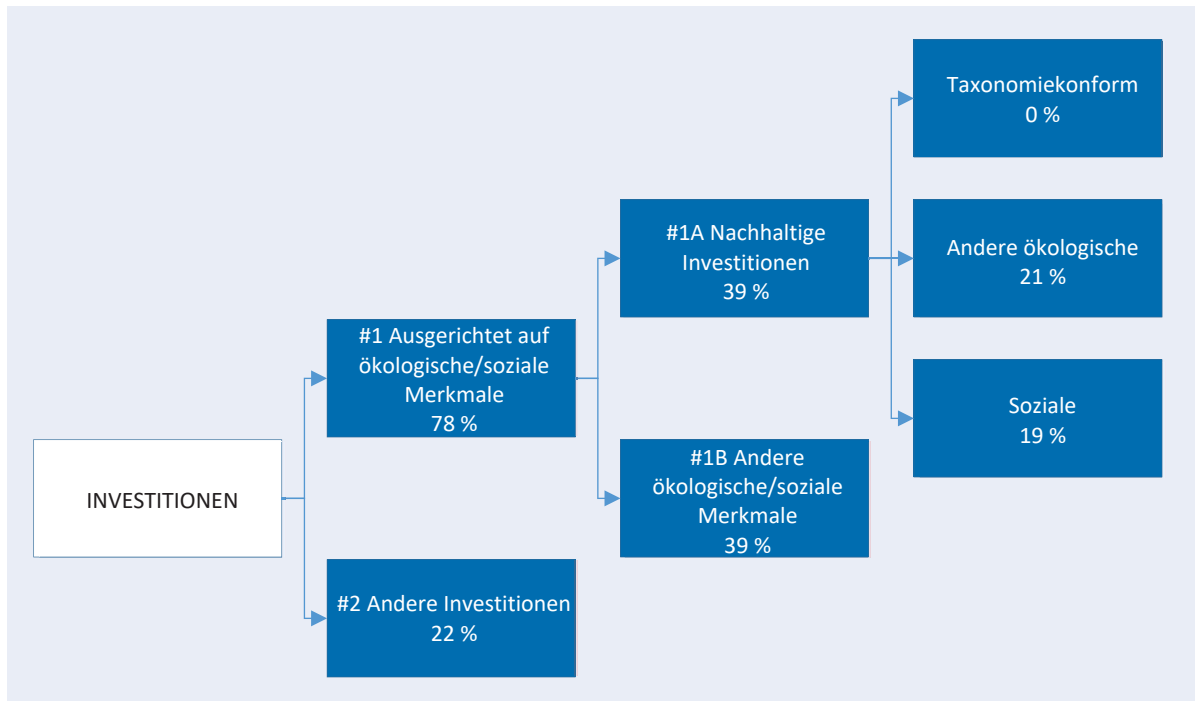 INVESTITIONEN
#1 Ausgerichtet auf
ökologische/soziale
Merkmale
78 %
#2 Andere Investitionen
22 %
#1A Nachhaltige
Investitionen
39 %
#1B Andere
ökologische/soziale
Merkmale
39 %
Taxonomiekonform
0 %
Andere ökologische
21 %
Soziale
19 %